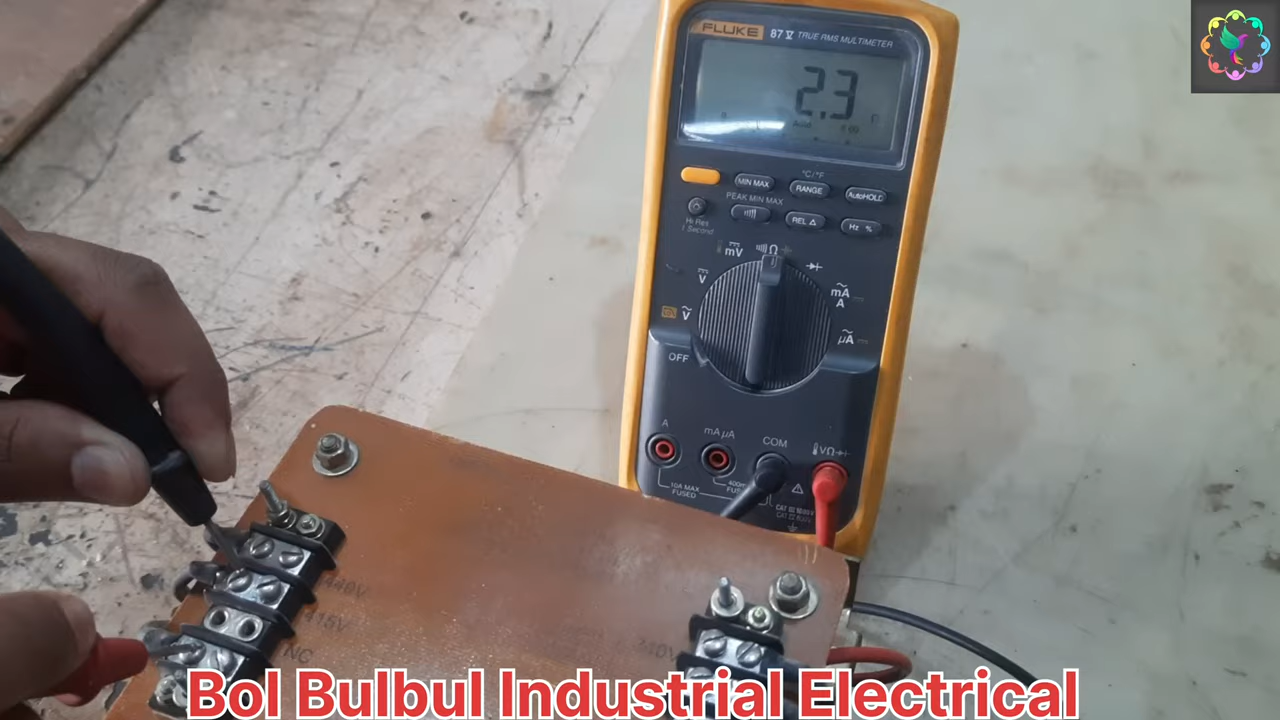 FLUKE 87 V TRUE RMS MULTIMETER
2.3
MIN MAX
RANGE
°C/°F
AutoHOLD
PEAK MIN MAX
Hi Res
1 Second
REL △
Hz %
mV
Ω
V
mA
A
V
µA
OFF
A
mA µA
COM
VΩ
10A MAX
FUSED
440V
415V
NC
Bol Bulbul Industrial Electrical